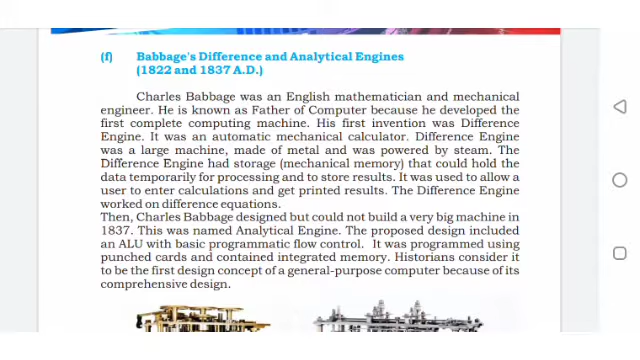 (f) Babbage's Difference and Analytical Engines
(1822 and 1837 A.D.)
Charles Babbage was an English mathematician and mechanical
engineer. He is known as Father of Computer because he developed the
first complete computing machine. His first invention was Difference
Engine. It was an automatic mechanical calculator. Difference Engine
was a large machine, made of metal and was powered by steam. The
Difference Engine had storage (mechanical memory) that could hold the
data temporarily for processing and to store results. It was used to allow a
user to enter calculations and get printed results. The Difference Engine
worked on difference equations.
Then, Charles Babbage designed but could not build a very big machine in
1837. This was named Analytical Engine. The proposed design included
an ALU with basic programmatic flow control. It was programmed using
punched cards and contained integrated memory. Historians consider it
to be the first design concept of a general-purpose computer because of its
comprehensive design.